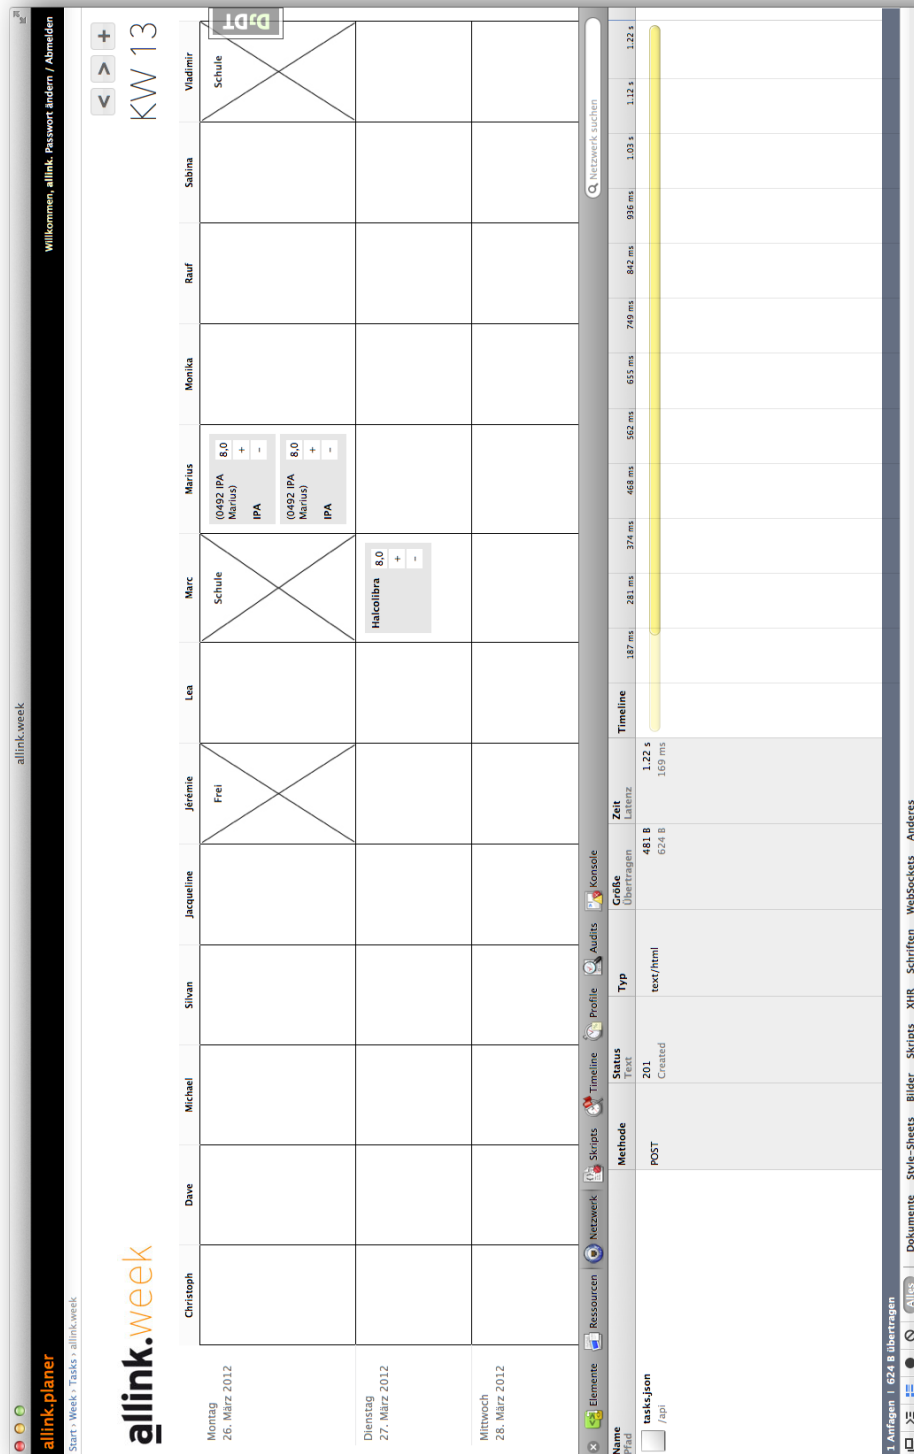 allink.week
allink.planer
Willkommen, allink. Passwort ändern / Abmelden
Start › Week › Tasks › allink.week
allink.week
< > +
KW 13
DJDT
Christoph Dave Michael Silvan Jacqueline Jérémie Lea Marc Marius Monika Rauf Sabina Vladimir
Montag
26. März 2012
Frei
Schule
(0492 IPA
Marius)
IPA
8,0
+
–
(0492 IPA
Marius)
IPA
8,0
+
–
Schule
Dienstag
27. März 2012
Halcolibra
8,0
+
–
Mittwoch
28. März 2012
Elemente Ressourcen Netzwerk Skripts Timeline Profile Audits Konsole Netzwerk suchen
Name Methode Status Typ Größe Zeit Timeline 187 ms 281 ms 374 ms 468 ms 562 ms 655 ms 749 ms 842 ms 936 ms 1.03 s 1.12 s 1.22 s
Pfad Text Übertragen Latenz
tasks.json POST 201 text/html 481 B 1.22 s
/api Created 624 B 169 ms
1 Anfragen | 624 B übertragen
Alles Dokumente Style-Sheets Bilder Skripts XHR Schriften WebSockets Anderes